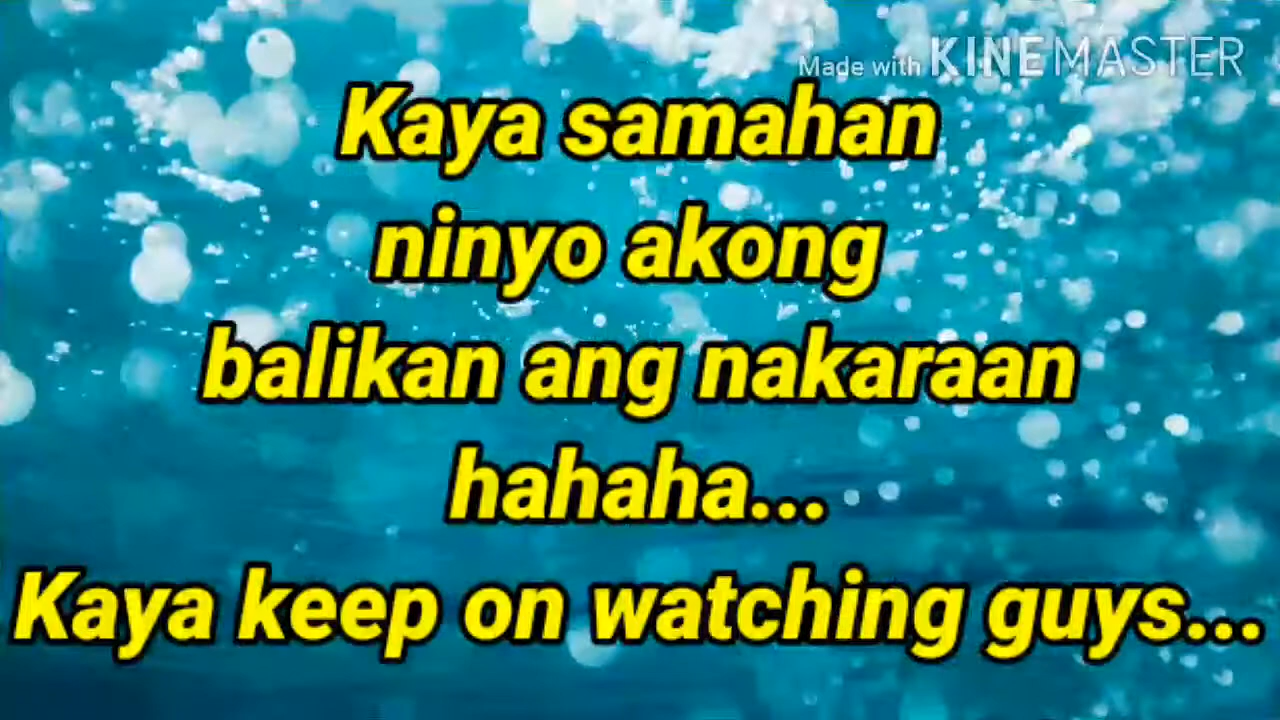 Made with KINEMASTER
Kaya samahan
ninyo akong
balikan ang nakaraan
hahaha...
Kaya keep on watching guys...